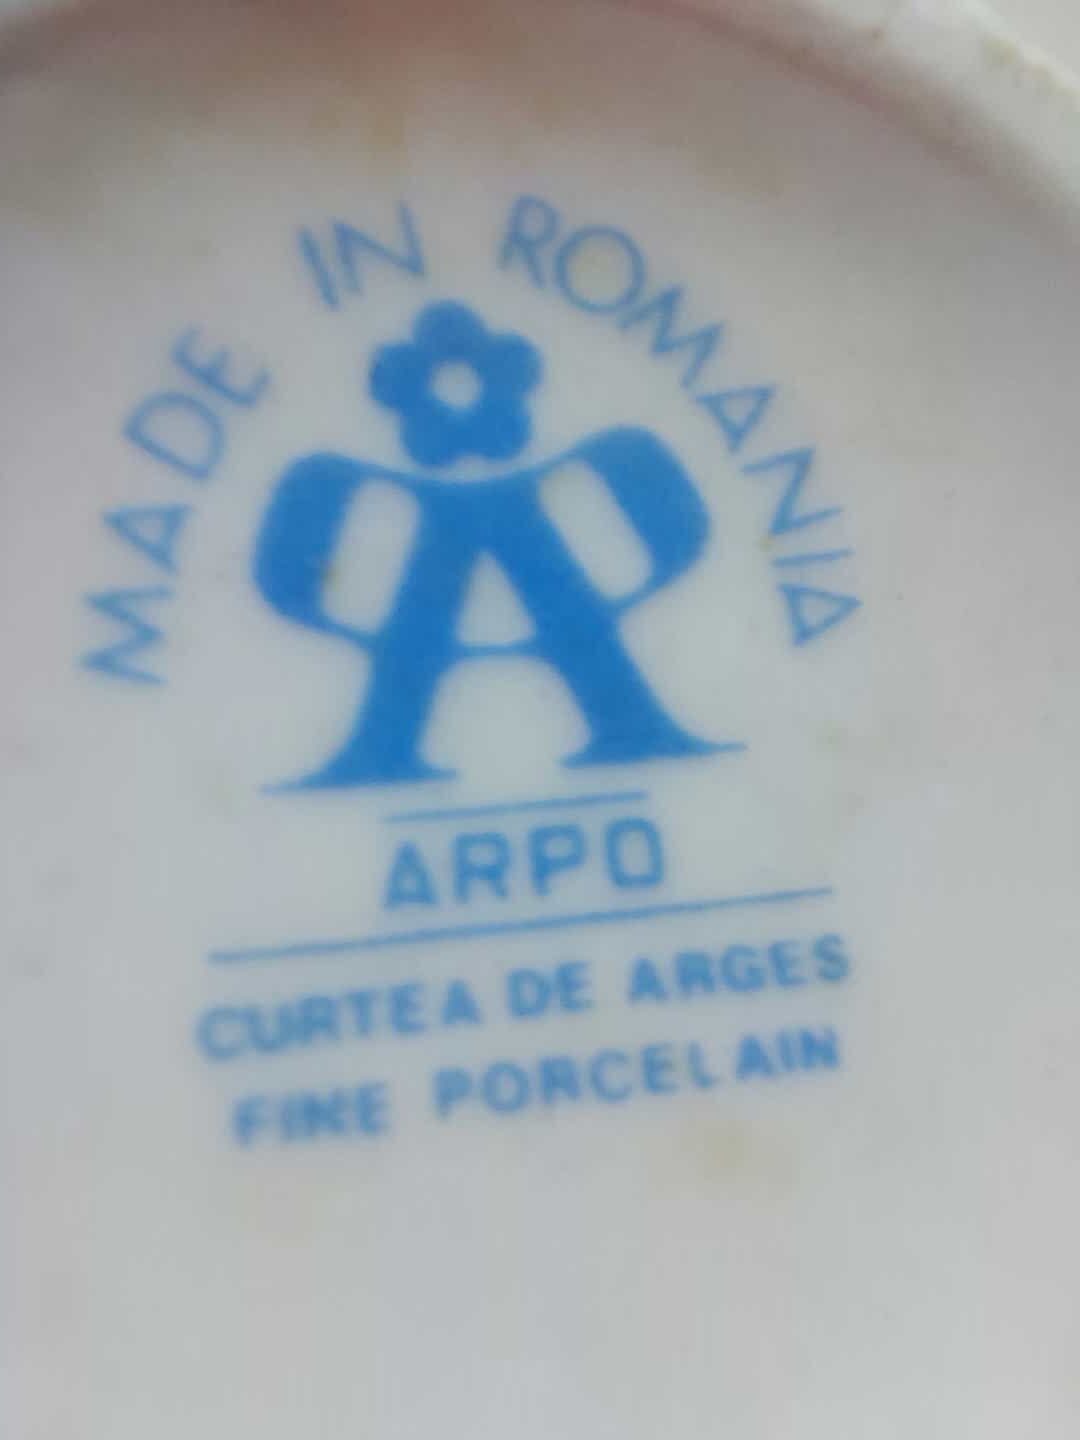 MADE IN ROMANIA
ARPO
CURTEA DE ARGES
FINE PORCELAIN